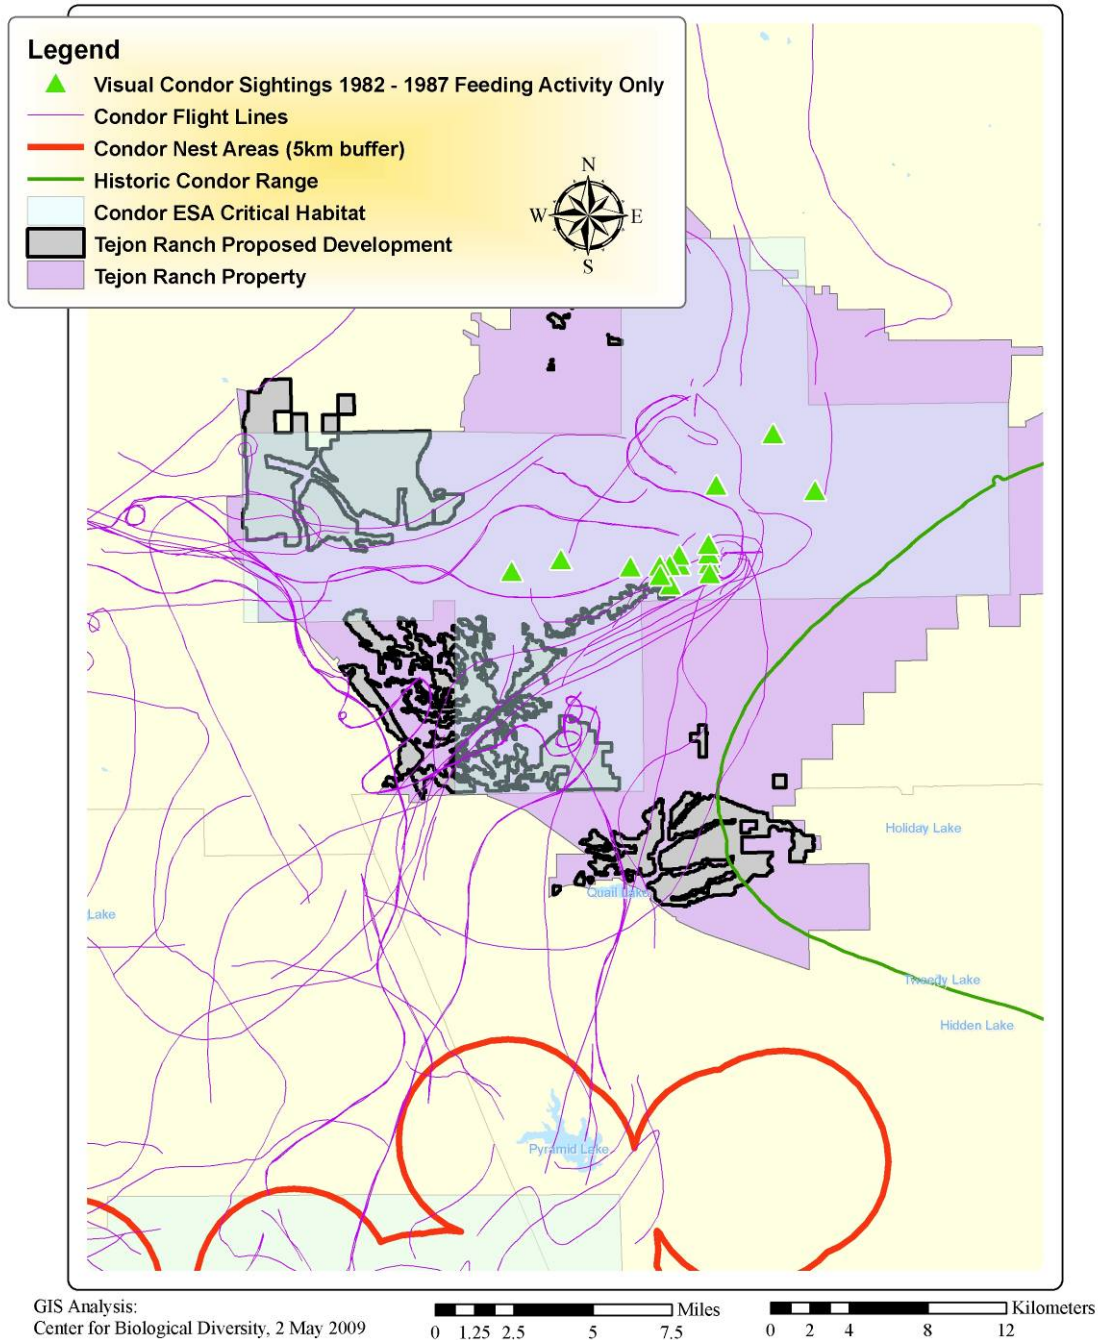 Legend
Visual Condor Sightings 1982 - 1987 Feeding Activity Only
Condor Flight Lines
Condor Nest Areas (5km buffer)
Historic Condor Range
Condor ESA Critical Habitat
Tejon Ranch Proposed Development
Tejon Ranch Property
N
W E
S
Holiday Lake
Quail Lake
Lake
Tweedy Lake
Hidden Lake
Pyramid Lake
GIS Analysis:
Center for Biological Diversity, 2 May 2009
Miles
0 1.25 2.5 5 7.5
Kilometers
0 2 4 8 12